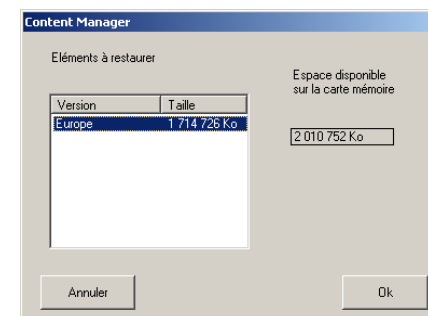 Content Manager
Eléments à restaurer
Espace disponible
sur la carte mémoire
Version Taille
Europe 1 714 726 Ko
2 010 752 Ko
Annuler Ok